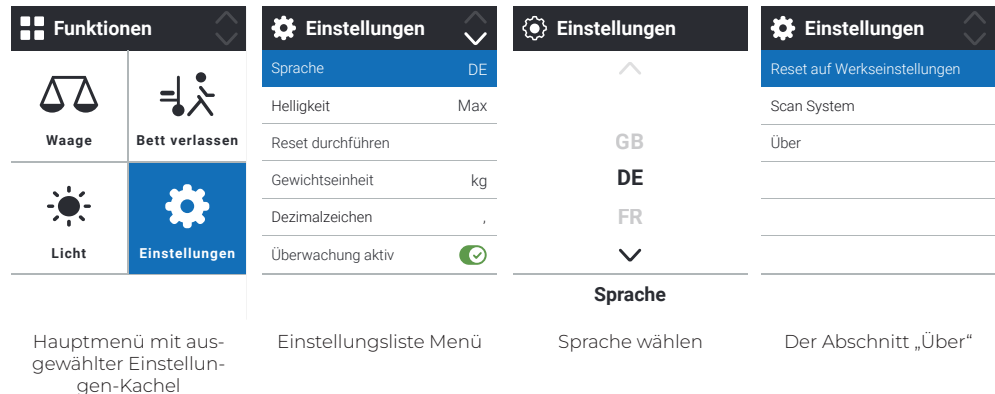 Funktionen
Waage
Bett verlassen
Licht
Einstellungen
Hauptmenü mit aus-
gewählter Einstellun-
gen-Kachel
Einstellungen
Sprache DE
Helligkeit Max
Reset durchführen
Gewichtseinheit kg
Dezimalzeichen ,
Überwachung aktiv
Einstellungsliste Menü
Einstellungen
GB
DE
FR
Sprache
Sprache wählen
Einstellungen
Reset auf Werkseinstellungen
Scan System
Über
Der Abschnitt „Über“